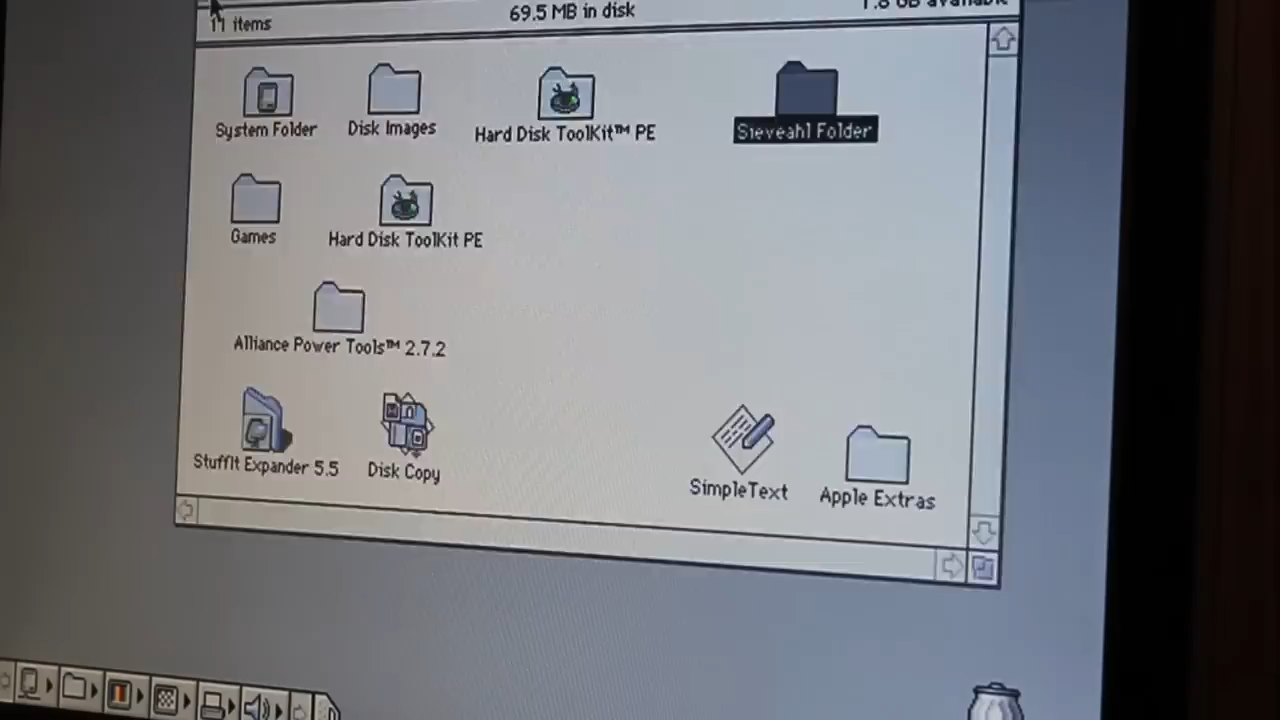 11 items
69.5 MB in disk
1.8 GB available
System Folder
Disk Images
Hard Disk ToolKit™ PE
Sieveahl Folder
Games
Hard Disk ToolKit PE
Alliance Power Tools™ 2.7.2
StuffIt Expander 5.5
Disk Copy
SimpleText
Apple Extras